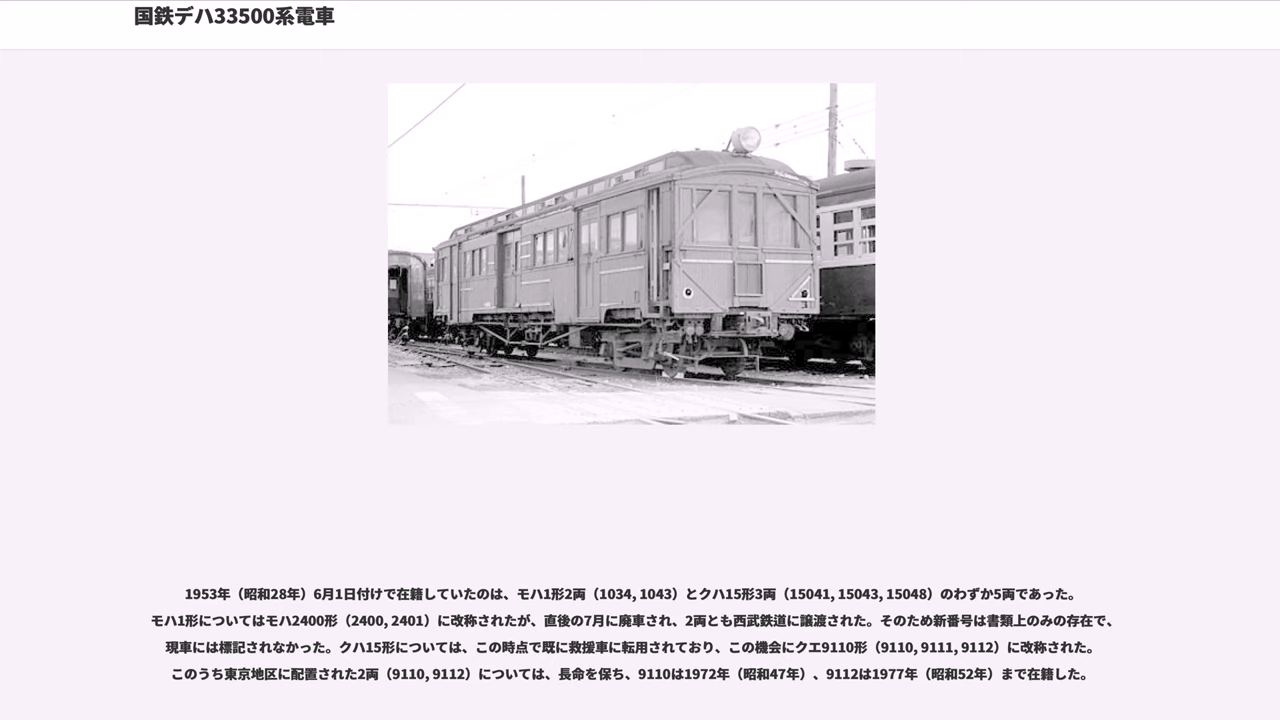 国鉄デハ33500系電車
1953年（昭和28年）6月1日付けで在籍していたのは、モハ1形2両（1034, 1043）とクハ15形3両（15041, 15043, 15048）のわずか5両であった。
モハ1形についてはモハ2400形（2400, 2401）に改称されたが、直後の7月に廃車され、2両とも西武鉄道に譲渡された。そのため新番号は書類上のみの存在で、
現車には標記されなかった。クハ15形については、この時点で既に救援車に転用されており、この機会にクエ9110形（9110, 9111, 9112）に改称された。
このうち東京地区に配置された2両（9110, 9112）については、長命を保ち、9110は1972年（昭和47年）、9112は1977年（昭和52年）まで在籍した。